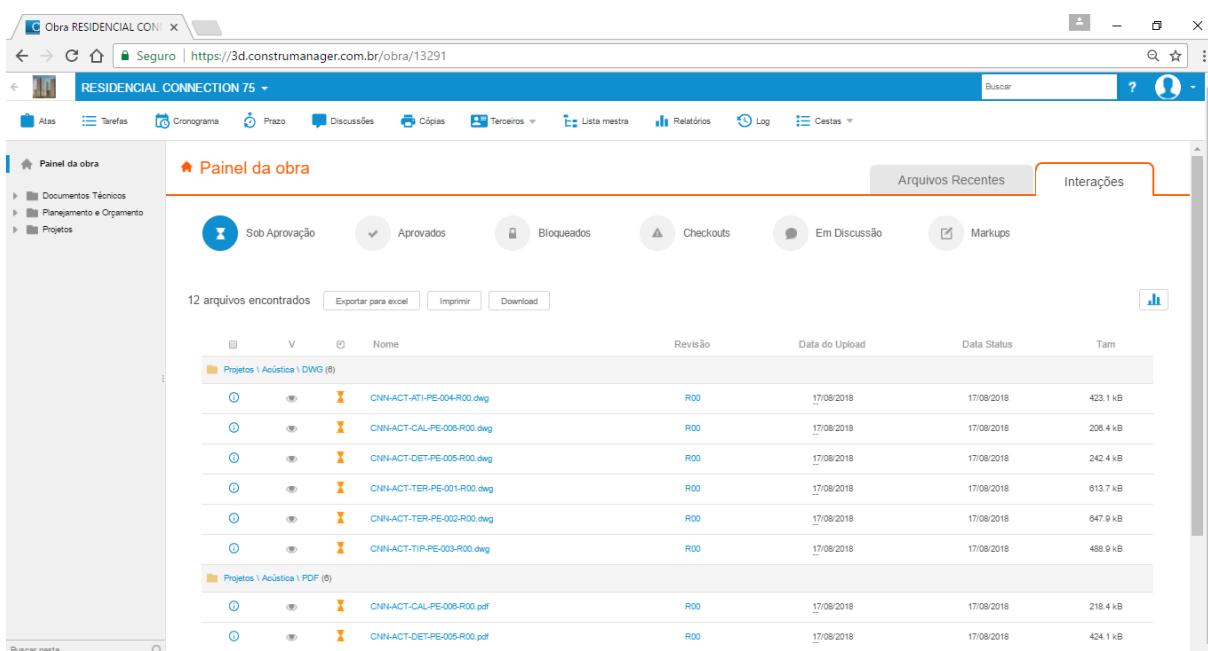 Obra RESIDENCIAL CON
Seguro | https://3d.construmanager.com.br/obra/13291
RESIDENCIAL CONNECTION 75
Buscar
?
Atas Tarefas Cronograma Prazo Discussões Cópias Terceiros Lista mestra Relatórios Log Cestas
Painel da obra
Documentos Técnicos
Planejamento e Orçamento
Projetos
Painel da obra
Arquivos Recentes Interações
Sob Aprovação Aprovados Bloqueados Checkouts Em Discussão Markups
12 arquivos encontrados Exportar para excel Imprimir Download
V Nome Revisão Data do Upload Data Status Tam
Projetos \ Acústica \ DWG (6)
CNN-ACT-ATI-PE-004-R00.dwg R00 17/08/2018 17/08/2018 423.1 kB
CNN-ACT-CAL-PE-006-R00.dwg R00 17/08/2018 17/08/2018 206.4 kB
CNN-ACT-DET-PE-005-R00.dwg R00 17/08/2018 17/08/2018 242.4 kB
CNN-ACT-TER-PE-001-R00.dwg R00 17/08/2018 17/08/2018 613.7 kB
CNN-ACT-TER-PE-002-R00.dwg R00 17/08/2018 17/08/2018 647.9 kB
CNN-ACT-TIP-PE-003-R00.dwg R00 17/08/2018 17/08/2018 488.9 kB
Projetos \ Acústica \ PDF (6)
CNN-ACT-CAL-PE-006-R00.pdf R00 17/08/2018 17/08/2018 218.4 kB
CNN-ACT-DET-PE-005-R00.pdf R00 17/08/2018 17/08/2018 424.1 kB
Buscar pasta